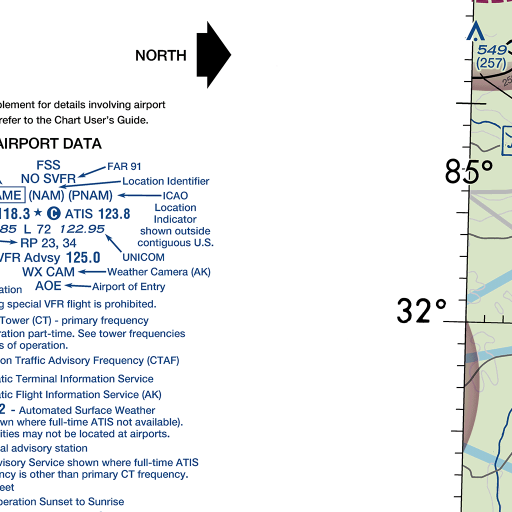 NORTH
plement for details involving airport
refer to the Chart User's Guide.
AIRPORT DATA
FSS
NO SVFR
FAR 91
Location Identifier
AME (NAM) (PNAM)
ICAO
Location
Indicator
shown outside
contiguous U.S.
118.3 ★ C ATIS 123.8
85 L 72 122.95
RP 23, 34
UNICOM
VFR Advsy 125.0
WX CAM
Weather Camera (AK)
AOE
Airport of Entry
ation
g special VFR flight is prohibited.
Tower (CT) - primary frequency
ration part-time. See tower frequencies
s of operation.
on Traffic Advisory Frequency (CTAF)
tic Terminal Information Service
tic Flight Information Service (AK)
2 - Automated Surface Weather
wn where full-time ATIS not available).
ities may not be located at airports.
al advisory station
visory Service shown where full-time ATIS
ncy is other than primary CT frequency.
eet
peration Sunset to Sunrise
549
(257)
85°
32°